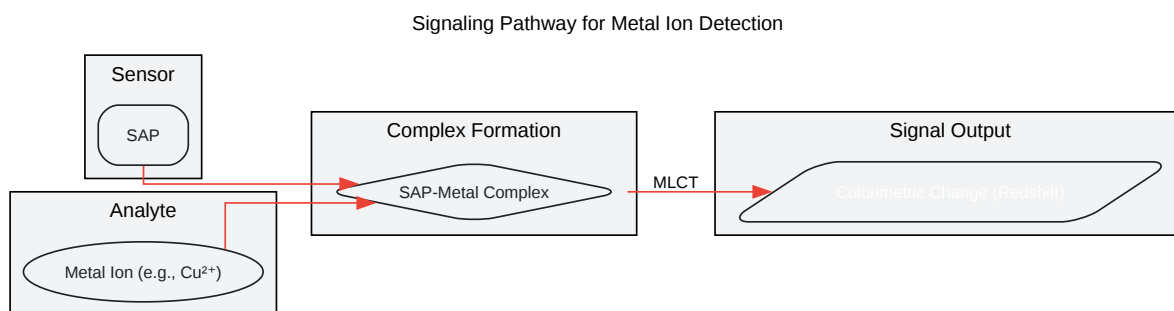 Signaling Pathway for Metal Ion Detection
Sensor
SAP
Analyte
Metal Ion (e.g., Cu²⁺)
Complex Formation
SAP-Metal Complex
MLCT
Signal Output
Colorimetric Change (Redshift)